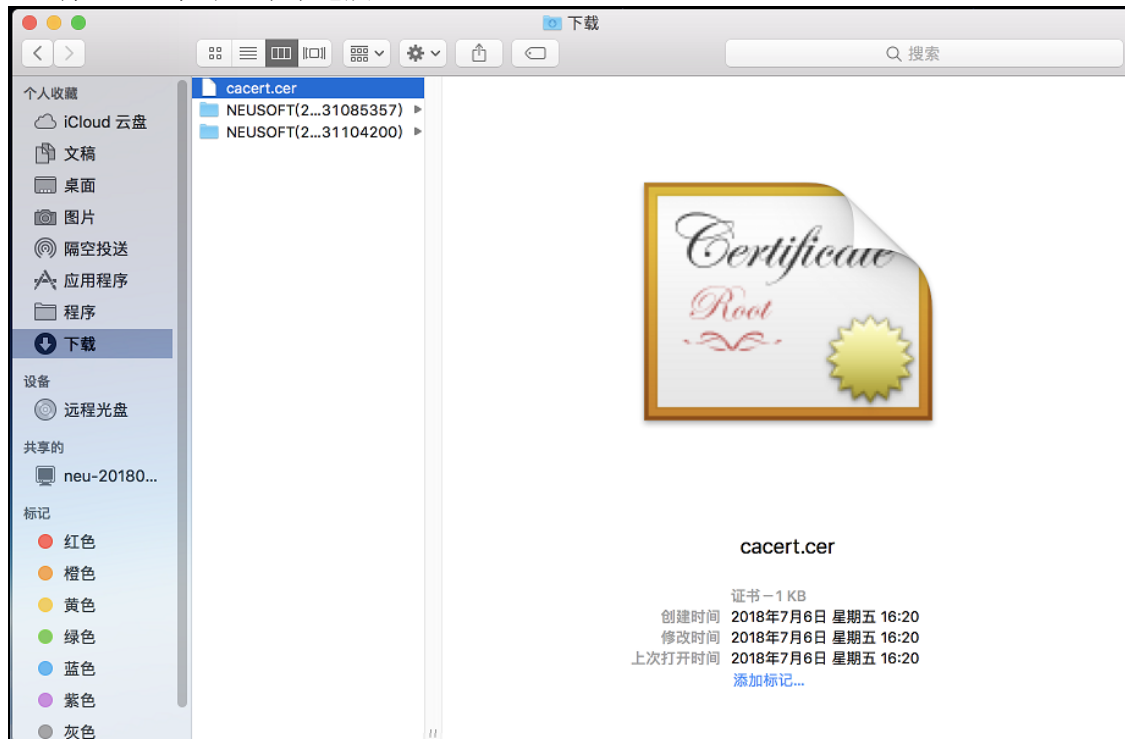 下载
搜索
个人收藏
iCloud 云盘
文稿
桌面
图片
隔空投送
应用程序
程序
下载
设备
远程光盘
共享的
neu-20180...
标记
红色
橙色
黄色
绿色
蓝色
紫色
灰色
cacert.cer
NEUSOFT(2...31085357)
NEUSOFT(2...31104200)
Certificate
Root
cacert.cer
证书 – 1 KB
创建时间 2018年7月6日 星期五 16:20
修改时间 2018年7月6日 星期五 16:20
上次打开时间 2018年7月6日 星期五 16:20
添加标记...